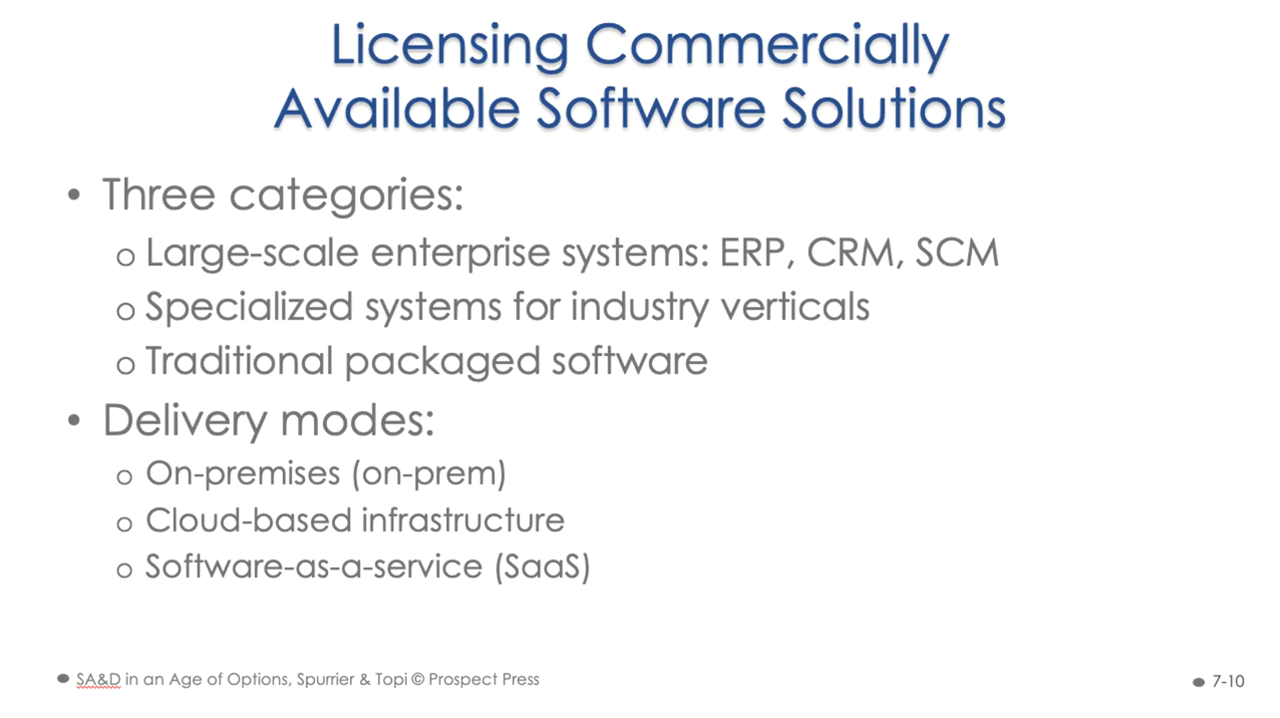 Licensing Commercially
Available Software Solutions
• Three categories:
o Large-scale enterprise systems: ERP, CRM, SCM
o Specialized systems for industry verticals
o Traditional packaged software
• Delivery modes:
o On-premises (on-prem)
o Cloud-based infrastructure
o Software-as-a-service (SaaS)
• SA&D in an Age of Options, Spurrier & Topi © Prospect Press
• 7-10